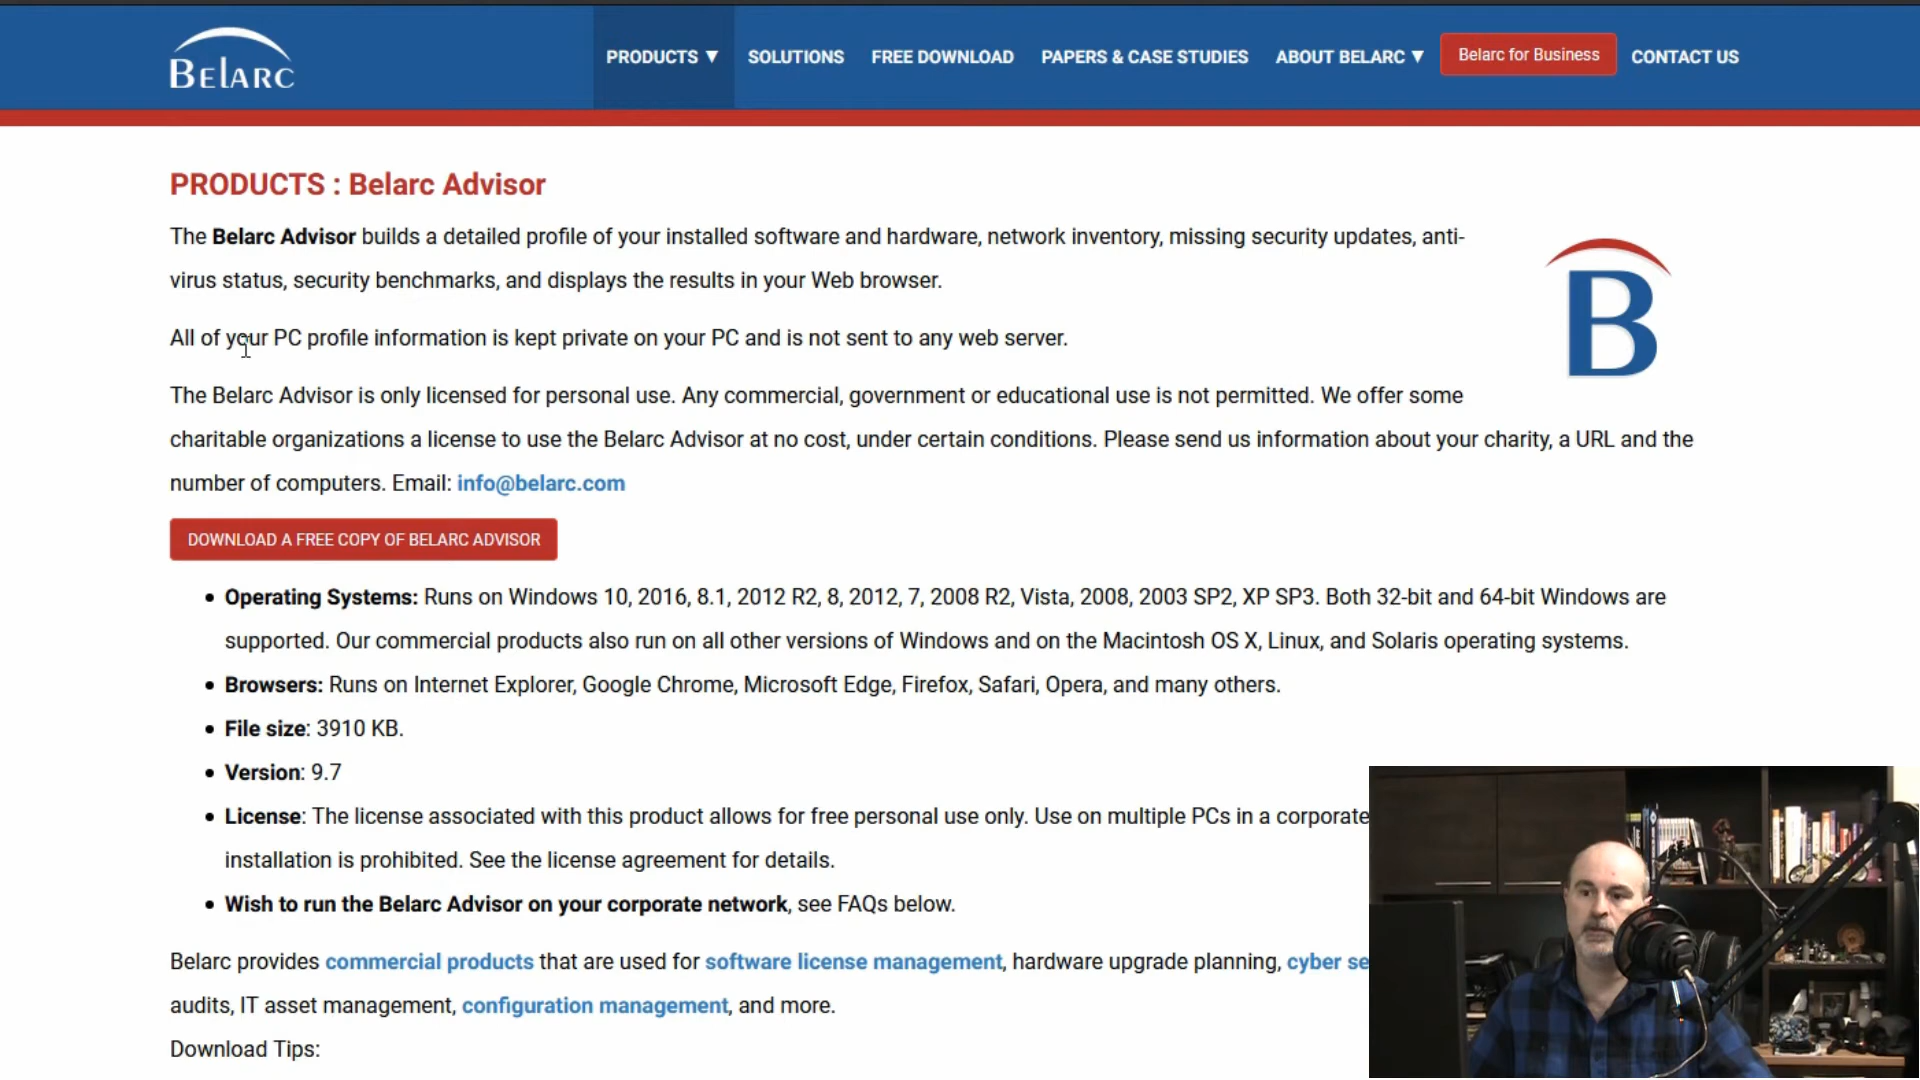 BELARC
PRODUCTS ▼
SOLUTIONS
FREE DOWNLOAD
PAPERS & CASE STUDIES
ABOUT BELARC ▼
Belarc for Business
CONTACT US
PRODUCTS : Belarc Advisor
The Belarc Advisor builds a detailed profile of your installed software and hardware, network inventory, missing security updates, anti-
virus status, security benchmarks, and displays the results in your Web browser.
B
All of your PC profile information is kept private on your PC and is not sent to any web server.
The Belarc Advisor is only licensed for personal use. Any commercial, government or educational use is not permitted. We offer some
charitable organizations a license to use the Belarc Advisor at no cost, under certain conditions. Please send us information about your charity, a URL and the
number of computers. Email: info@belarc.com
DOWNLOAD A FREE COPY OF BELARC ADVISOR
• Operating Systems: Runs on Windows 10, 2016, 8.1, 2012 R2, 8, 2012, 7, 2008 R2, Vista, 2008, 2003 SP2, XP SP3. Both 32-bit and 64-bit Windows are
supported. Our commercial products also run on all other versions of Windows and on the Macintosh OS X, Linux, and Solaris operating systems.
• Browsers: Runs on Internet Explorer, Google Chrome, Microsoft Edge, Firefox, Safari, Opera, and many others.
• File size: 3910 KB.
• Version: 9.7
• License: The license associated with this product allows for free personal use only. Use on multiple PCs in a corporate
installation is prohibited. See the license agreement for details.
• Wish to run the Belarc Advisor on your corporate network, see FAQs below.
Belarc provides commercial products that are used for software license management, hardware upgrade planning, cyber se
audits, IT asset management, configuration management, and more.
Download Tips: